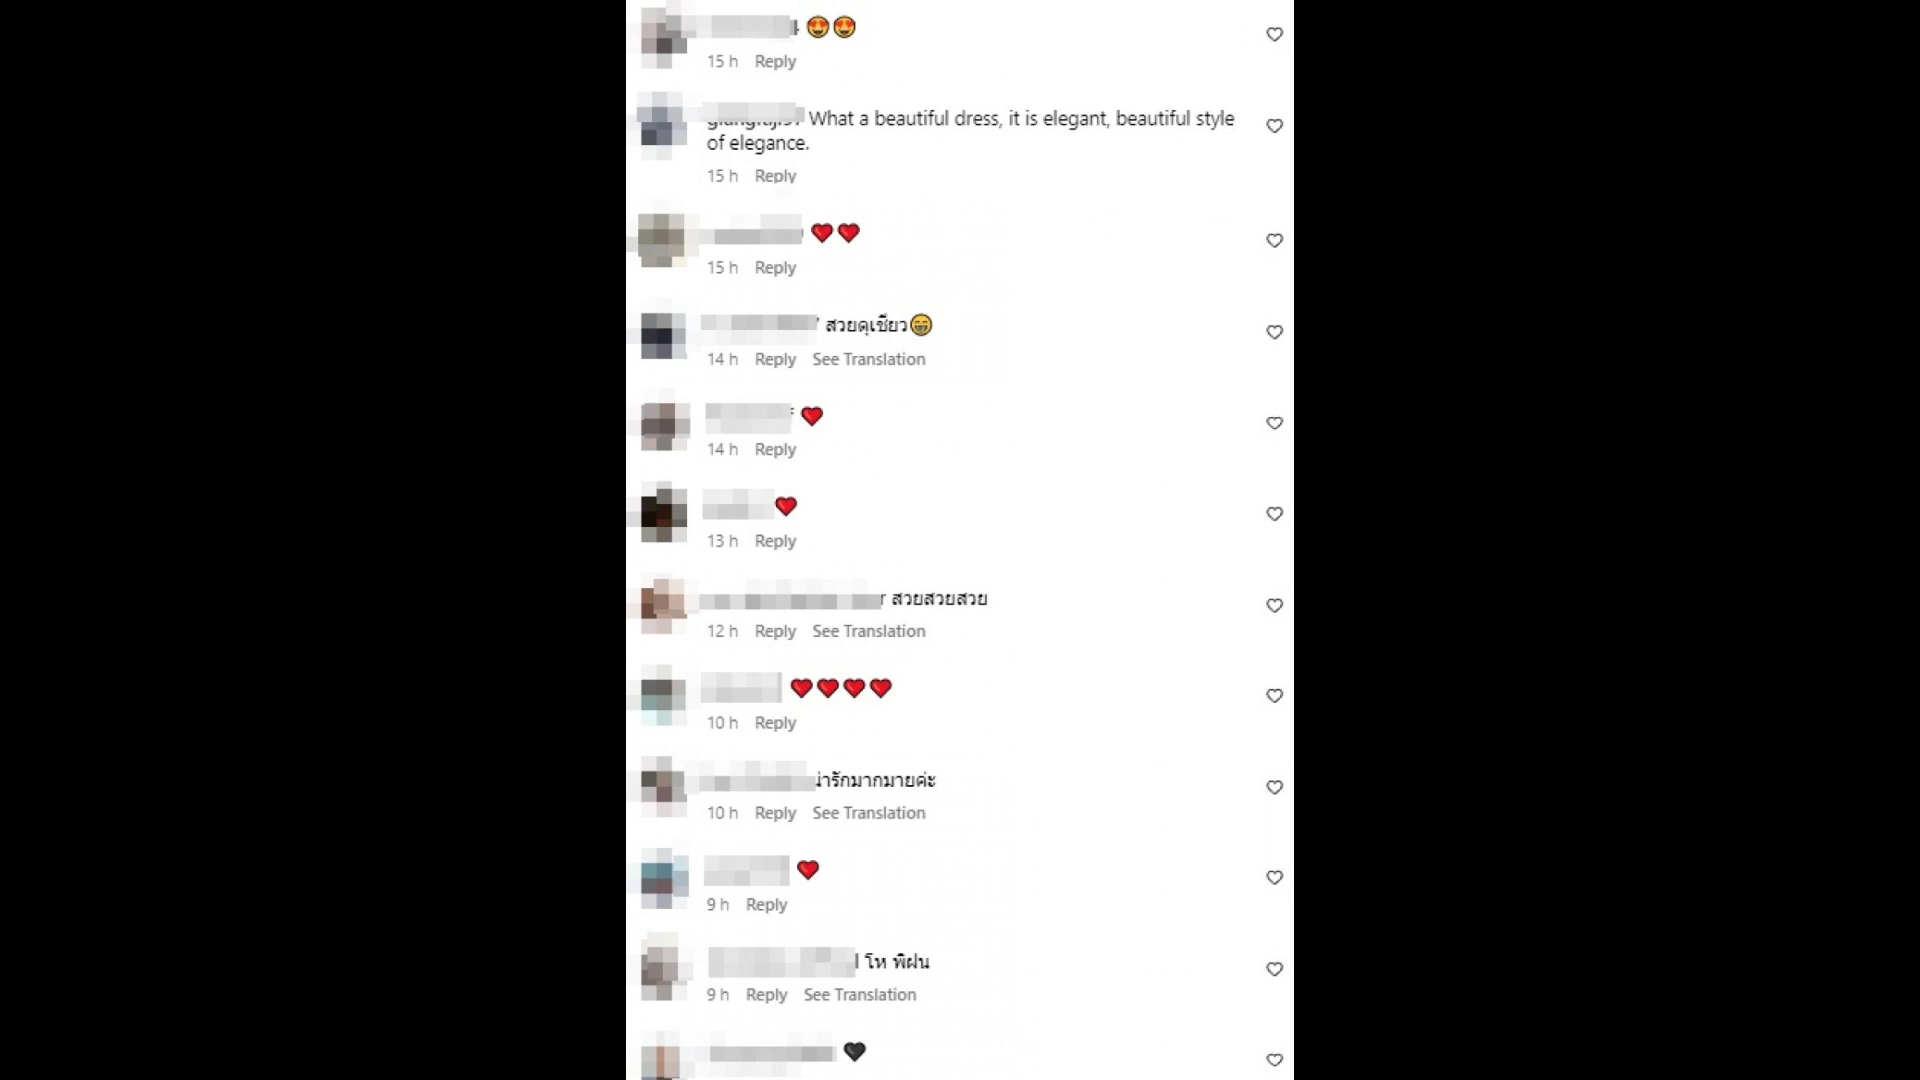 😍😍
15 h Reply
What a beautiful dress, it is elegant, beautiful style
of elegance.
15 h Reply
❤️❤️
15 h Reply
สวยดุเชียว😁
14 h Reply See Translation
❤️
14 h Reply
❤️
13 h Reply
สวยสวยสวย
12 h Reply See Translation
❤️❤️❤️❤️
10 h Reply
น่ารักมากมายค่ะ
10 h Reply See Translation
❤️
9 h Reply
โห พิฝน
9 h Reply See Translation
🖤